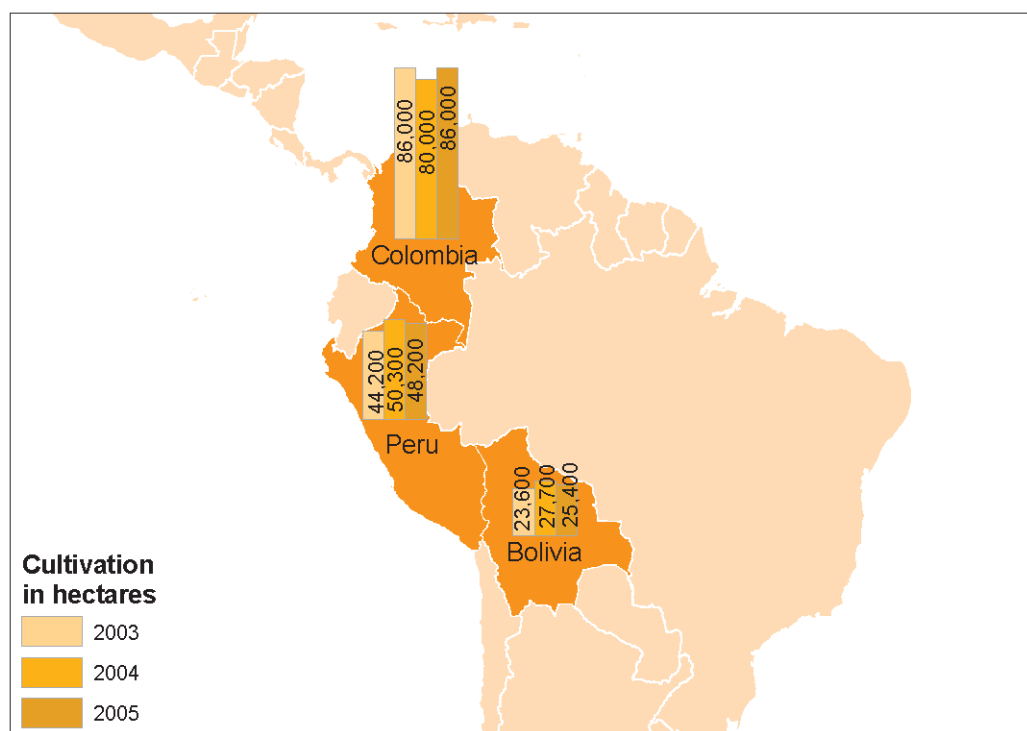 86,000
80,000
86,000
Colombia
44,200
50,300
48,200
Peru
23,600
27,700
25,400
Bolivia
Cultivation
in hectares
2003
2004
2005